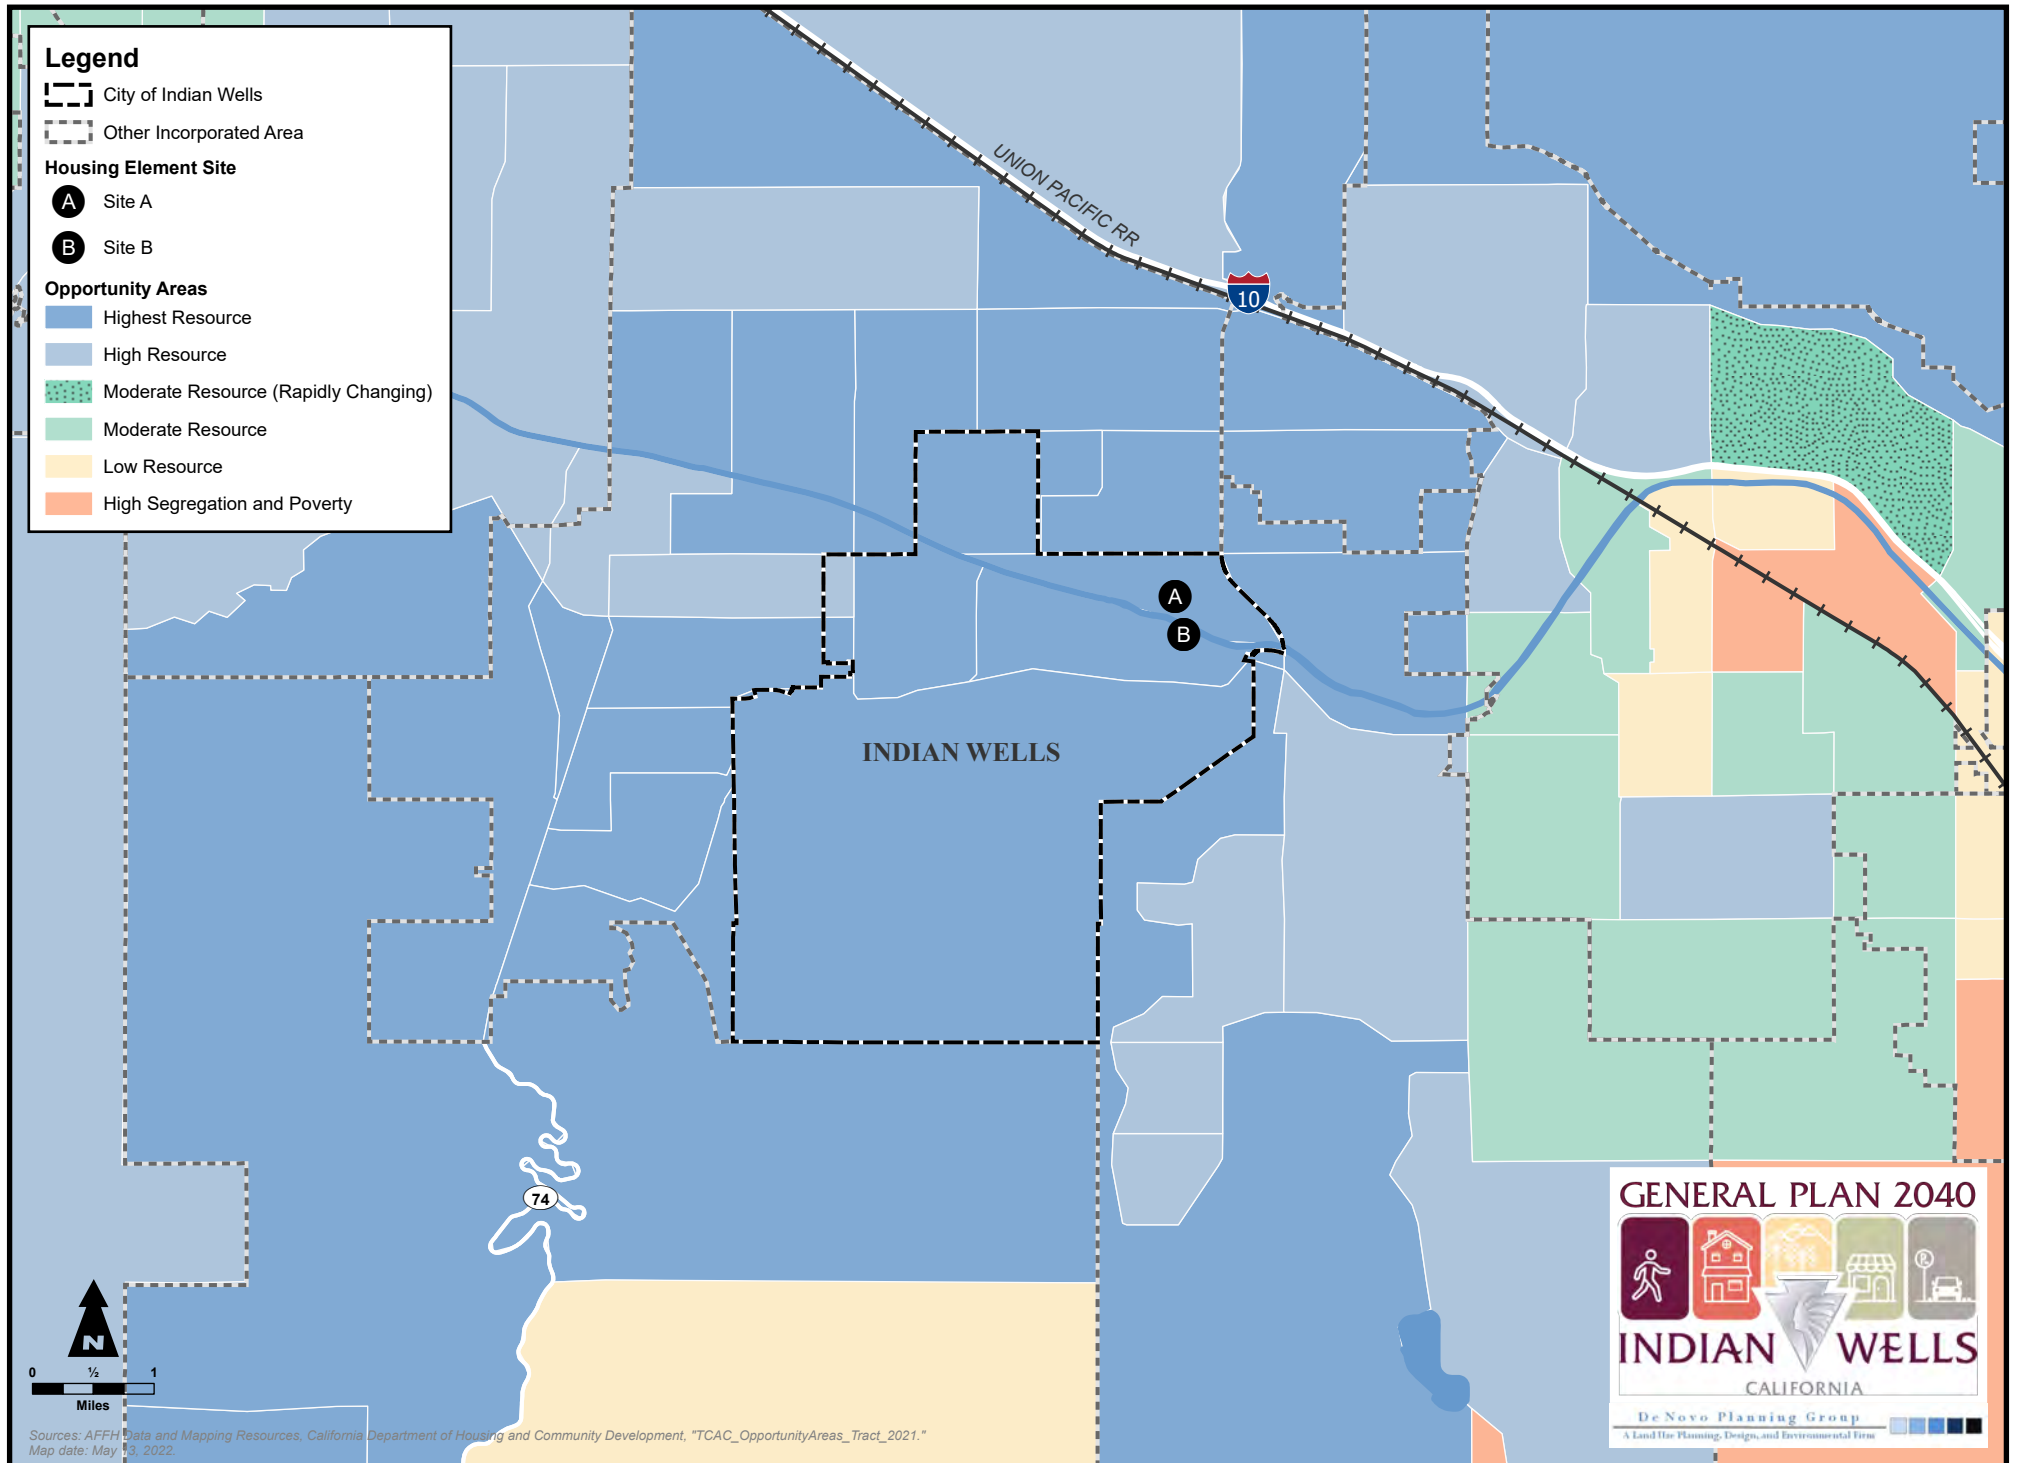 Legend
City of Indian Wells
Other Incorporated Area
Housing Element Site
A Site A
B Site B
Opportunity Areas
Highest Resource
High Resource
Moderate Resource (Rapidly Changing)
Moderate Resource
Low Resource
High Segregation and Poverty
UNION PACIFIC RR
10
A
B
INDIAN WELLS
74
N
0 ½ 1
Miles
Sources: AFFH Data and Mapping Resources, California Department of Housing and Community Development, "TCAC_OpportunityAreas_Tract_2021."
Map date: May 13, 2022.
GENERAL PLAN 2040
INDIAN WELLS
CALIFORNIA
De Novo Planning Group
A Land Use Planning, Design, and Environmental Firm